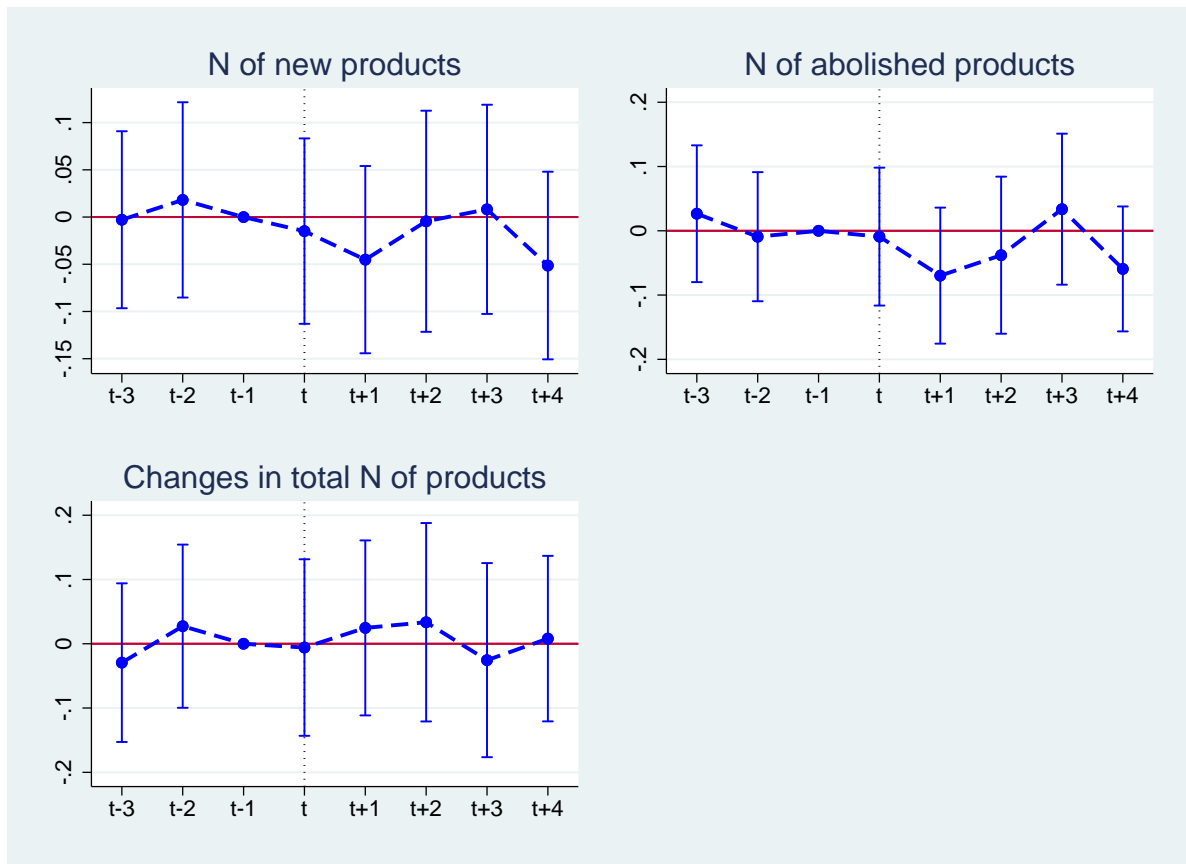 N of new products
.1
.05
0
-.05
-.1
-.15
t-3 t-2 t-1 t t+1 t+2 t+3 t+4
N of abolished products
.2
.1
0
-.1
-.2
t-3 t-2 t-1 t t+1 t+2 t+3 t+4
Changes in total N of products
.2
.1
0
-.1
-.2
t-3 t-2 t-1 t t+1 t+2 t+3 t+4